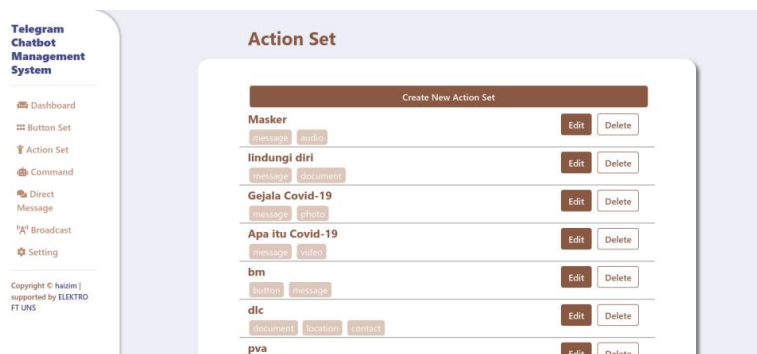 Telegram
Chatbot
Management
System
Dashboard
Button Set
Action Set
Command
Direct
Message
Broadcast
Setting
Copyright © haizim |
supported by ELEKTRO
FT UNS
Action Set
Create New Action Set
Masker
message audio
Edit Delete
lindungi diri
message document
Edit Delete
Gejala Covid-19
message photo
Edit Delete
Apa itu Covid-19
message video
Edit Delete
bm
button message
Edit Delete
dlc
document location contact
Edit Delete
pva
Edit Delete